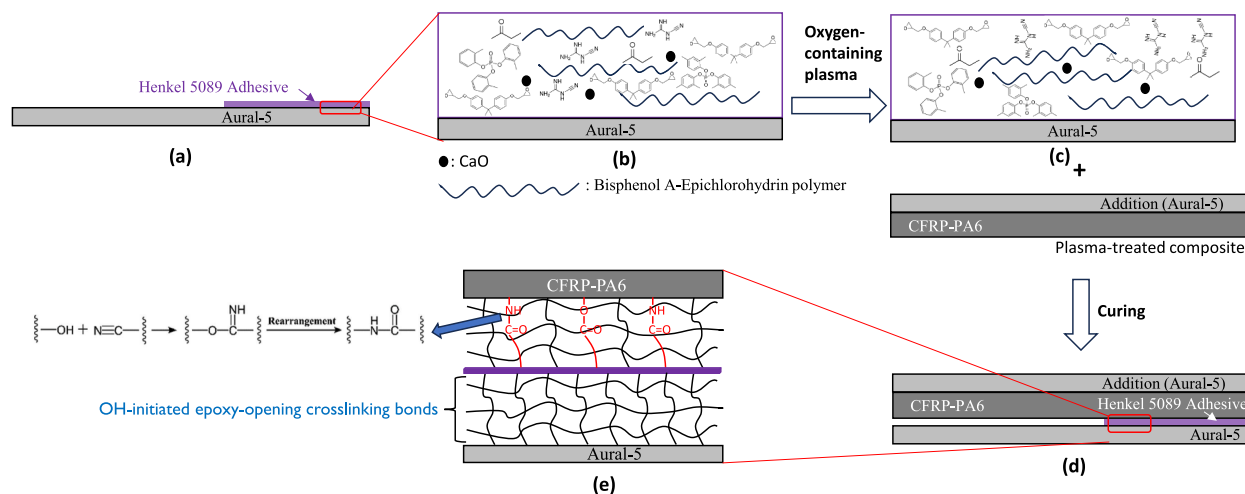 Henkel 5089 Adhesive
Aural-5
(a)
Aural-5
(b)
: CaO
: Bisphenol A-Epichlorohydrin polymer
Oxygen-
containing
plasma
Aural-5
(c)
+
Addition (Aural-5)
CFRP-PA6
Plasma-treated composite
Curing
Addition (Aural-5)
CFRP-PA6
Henkel 5089 Adhesive
Aural-5
(d)
CFRP-PA6
NH O NH
C=O C=O C=O
OH-initiated epoxy-opening crosslinking bonds
Aural-5
(e)
OH + N≡C
NH
O
Rearrangement
O
NH